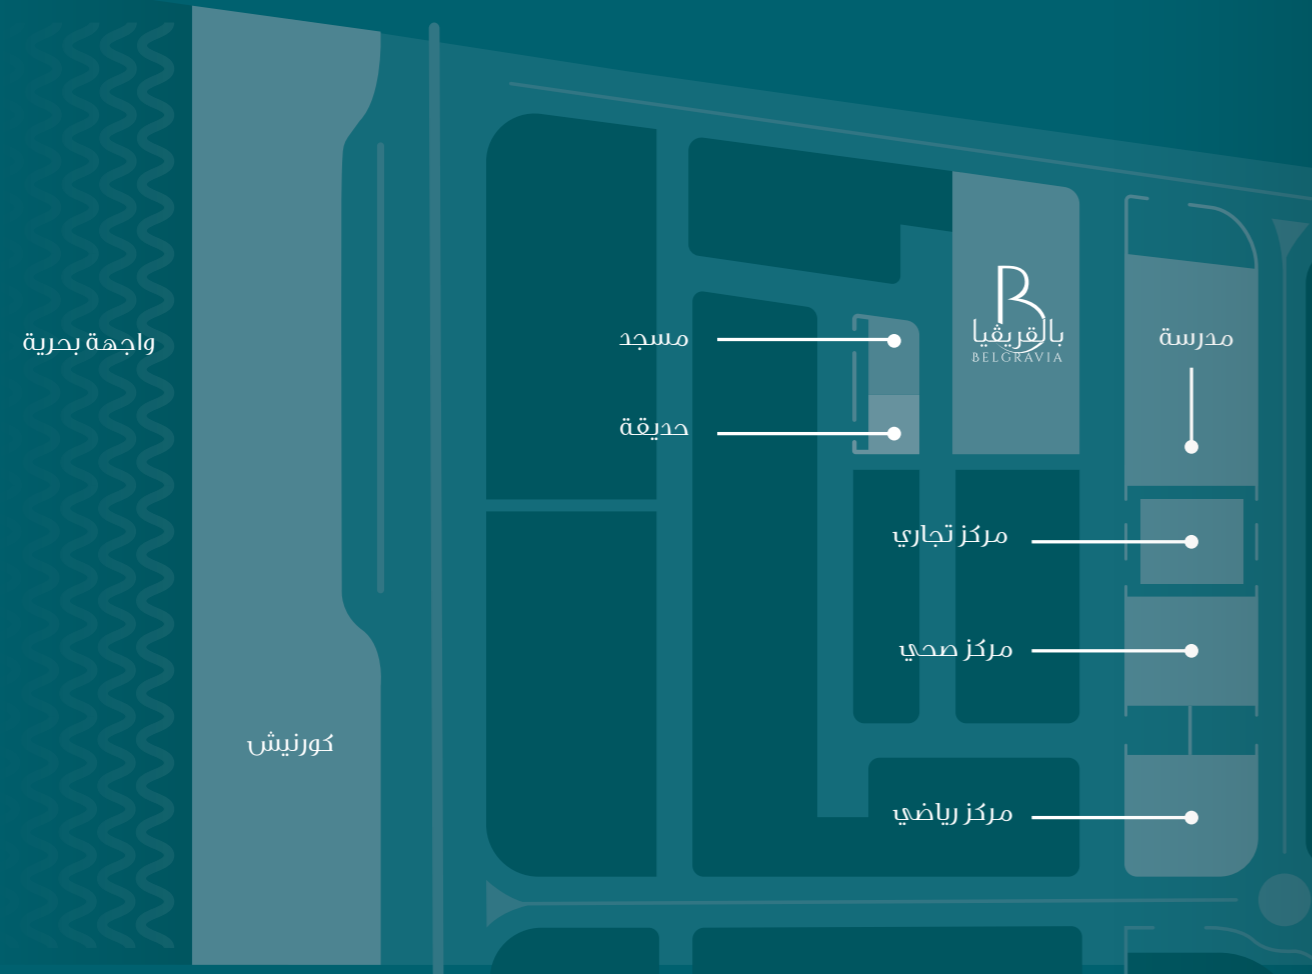 واجهة بحرية
مسجد
بالقريڤيا
BELGRAVIA
مدرسة
حديقة
مركز تجاري
مركز صحي
كورنيش
مركز رياضي